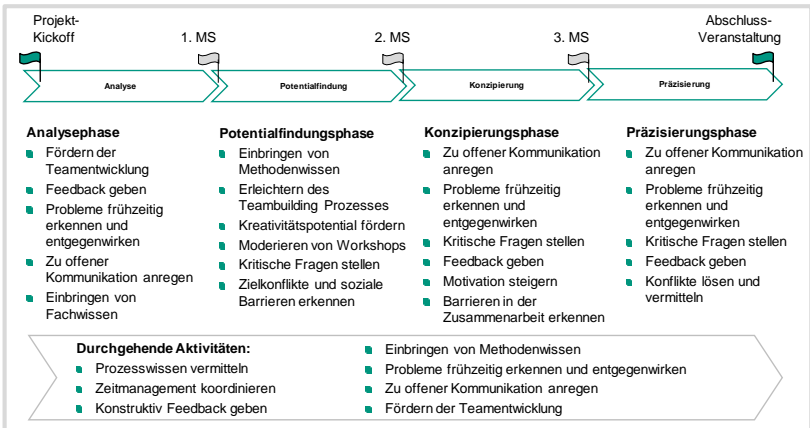 Projekt-
Kickoff
1. MS
2. MS
3. MS
Abschluss-
Veranstaltung
Analyse
Potentialfindung
Konzipierung
Präzisierung
Analysephase
Fördern der
Teamentwicklung
Feedback geben
Probleme frühzeitig
erkennen und
entgegenwirken
Zu offener
Kommunikation anregen
Einbringen von
Fachwissen
Potentialfindungsphase
Einbringen von
Methodenwissen
Erleichtern des
Teambuilding Prozesses
Kreativitätspotential fördern
Moderieren von Workshops
Kritische Fragen stellen
Zielkonflikte und soziale
Barrieren erkennen
Konzipierungsphase
Zu offener Kommunikation
anregen
Probleme frühzeitig
erkennen und
entgegenwirken
Kritische Fragen stellen
Feedback geben
Motivation steigern
Barrieren in der
Zusammenarbeit erkennen
Präzisierungsphase
Zu offener Kommunikation
anregen
Probleme frühzeitig
erkennen und
entgegenwirken
Kritische Fragen stellen
Feedback geben
Konflikte lösen und
vermitteln
Durchgehende Aktivitäten:
Prozesswissen vermitteln
Zeitmanagement koordinieren
Konstruktiv Feedback geben
Einbringen von Methodenwissen
Probleme frühzeitig erkennen und entgegenwirken
Zu offener Kommunikation anregen
Fördern der Teamentwicklung